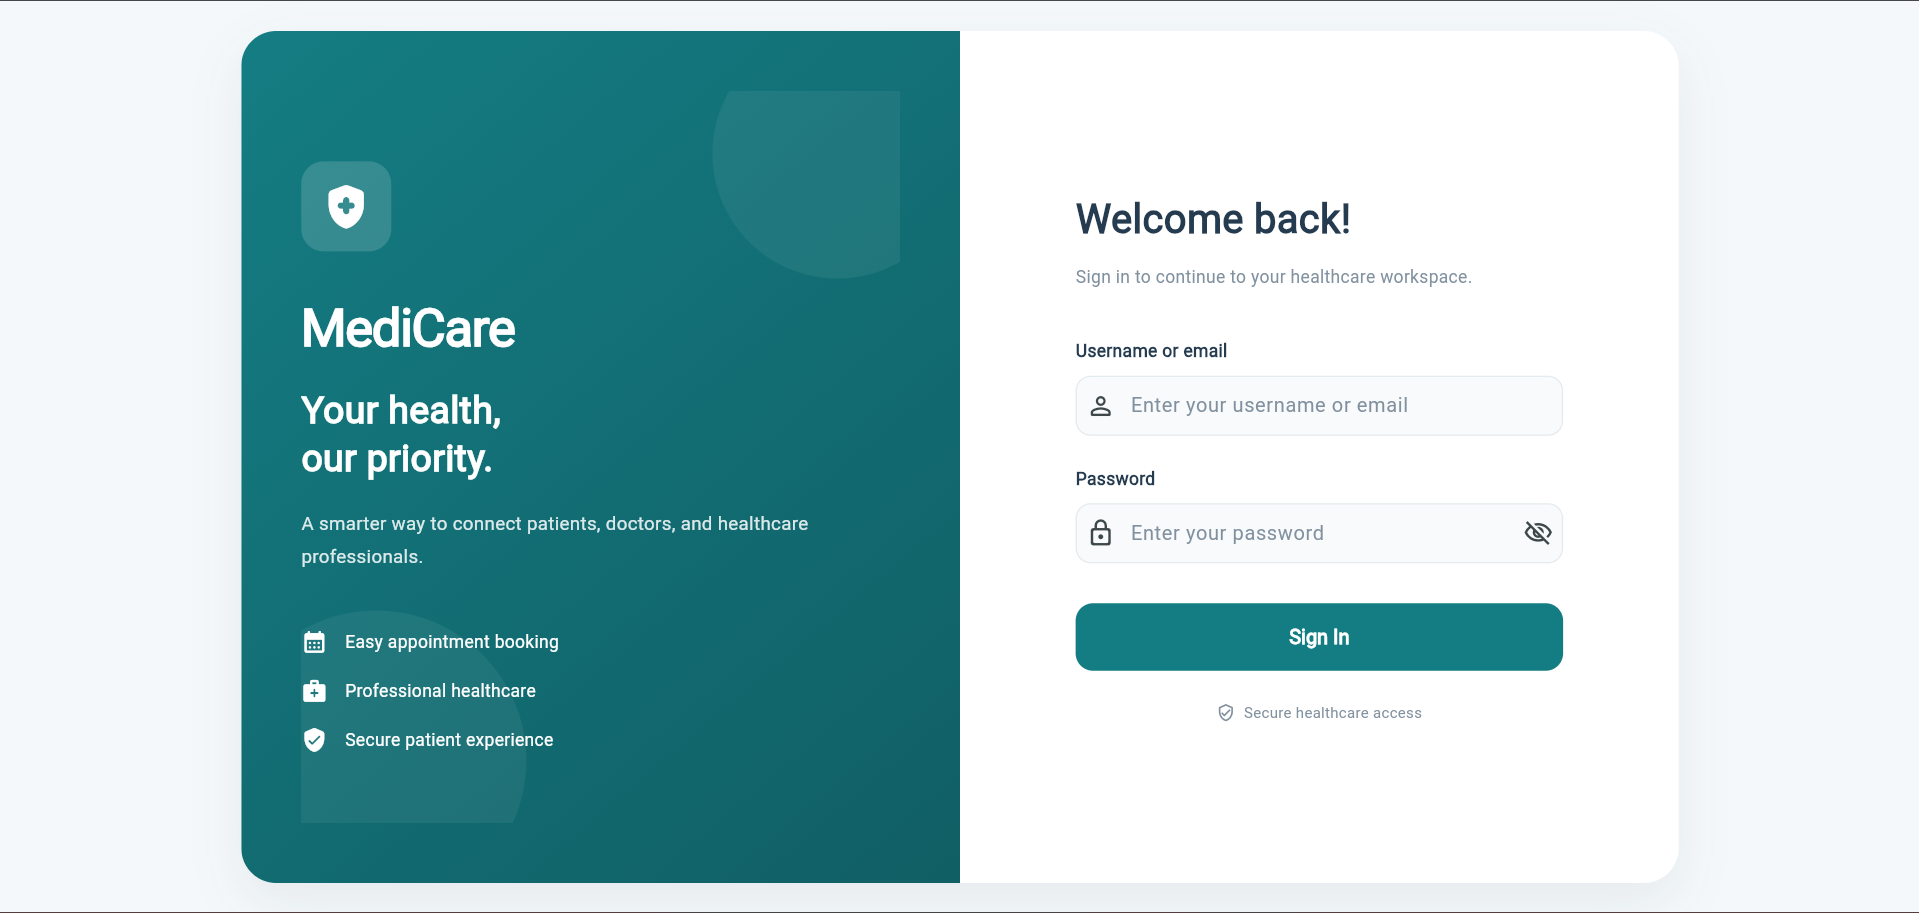 MediCare
Your health,
our priority.
A smarter way to connect patients, doctors, and healthcare
professionals.
Easy appointment booking
Professional healthcare
Secure patient experience
Welcome back!
Sign in to continue to your healthcare workspace.
Username or email
Enter your username or email
Password
Enter your password
Sign In
Secure healthcare access